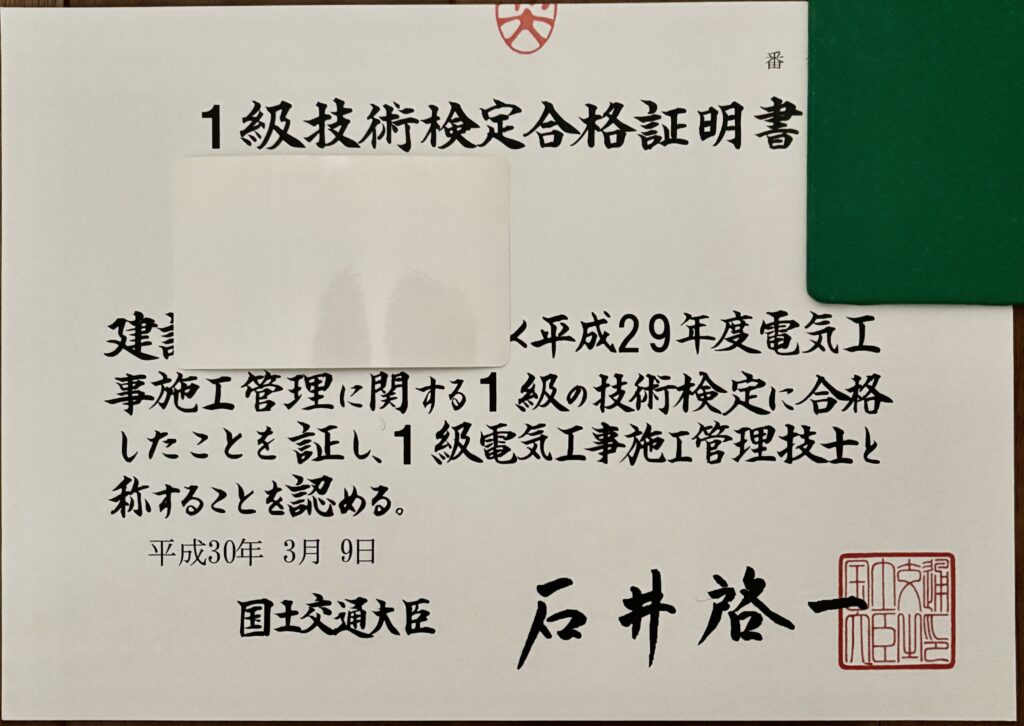 番
1級技術検定合格証明書
建設
く平成29年度電気工
事施工管理に関する1級の技術検定に合格
したことを証し、1級電気工事施工管理技士と
称することを認める。
平成30年 3月 9日
国土交通大臣 石井啓一